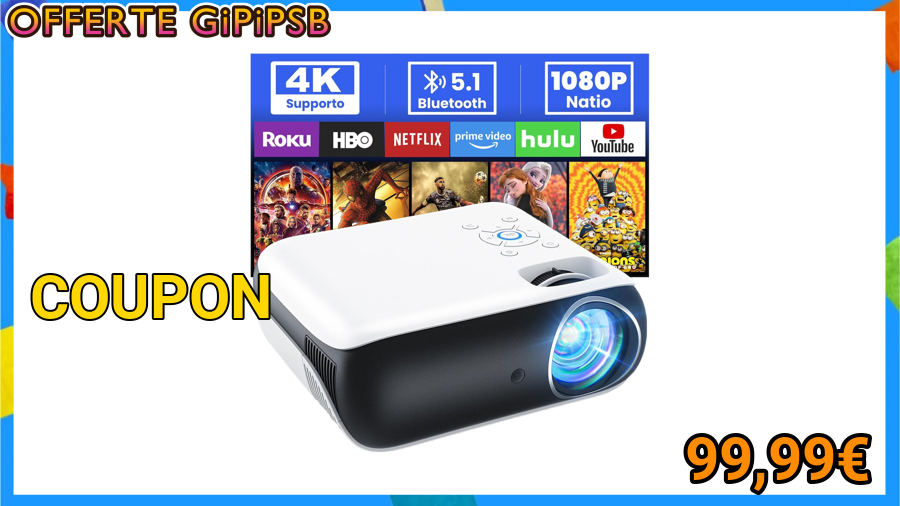 OFFERTE GiPiPSB
4K
Supporto
5.1
Bluetooth
1080P
Natio
ROKU
HBO
NETFLIX
prime video
hulu
YouTube
COUPON
99,99€